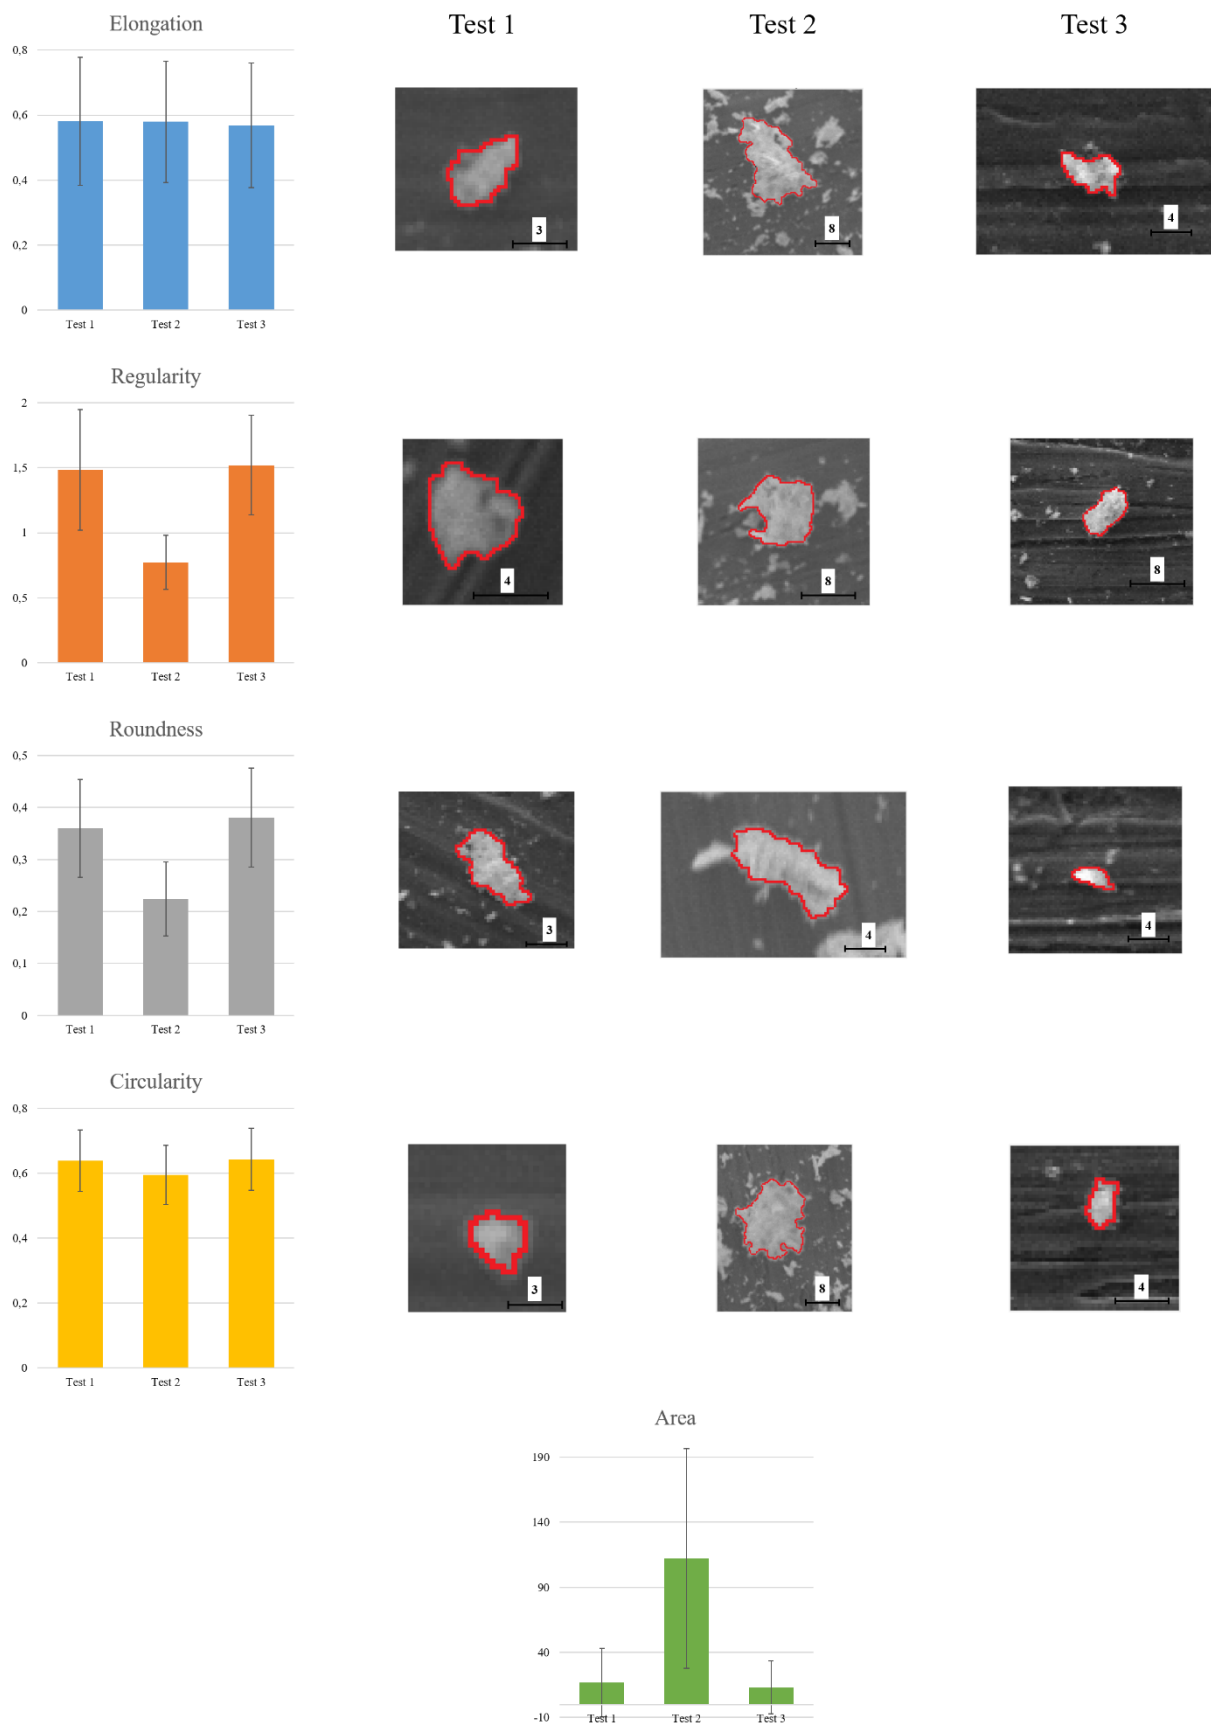 Elongation
Test 1
Test 2
Test 3
0,8
0,6
0,4
0,2
0
Test 1
Test 2
Test 3
3
8
4
Regularity
2
1,5
1
0,5
0
Test 1
Test 2
Test 3
4
8
8
Roundness
0,5
0,4
0,3
0,2
0,1
0
Test 1
Test 2
Test 3
3
4
4
Circularity
0,8
0,6
0,4
0,2
0
Test 1
Test 2
Test 3
3
8
4
Area
190
140
90
40
-10
Test 1
Test 2
Test 3